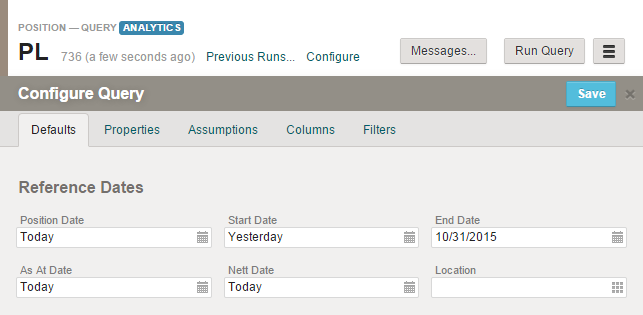 POSITION — QUERY ANALYTICS
PL 736 (a few seconds ago) Previous Runs... Configure Messages... Run Query
Configure Query Save ×
Defaults Properties Assumptions Columns Filters
Reference Dates
Position Date Start Date End Date
Today Yesterday 10/31/2015
As At Date Nett Date Location
Today Today